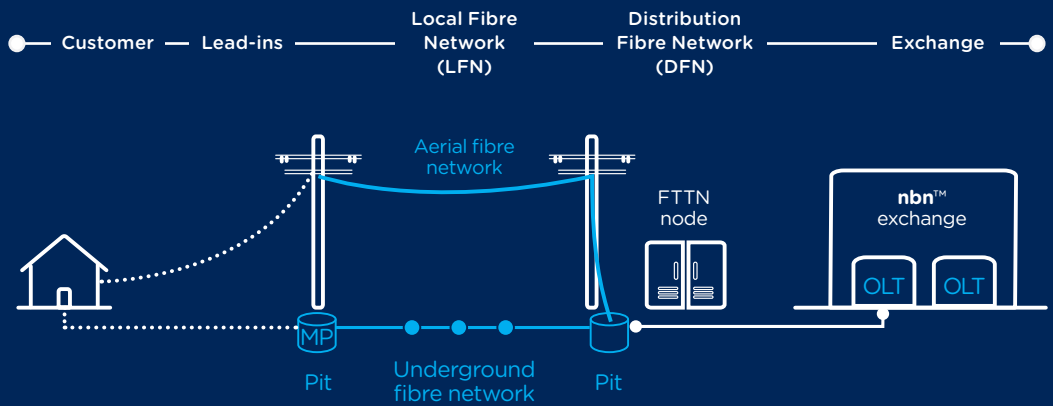 Customer
Lead-ins
Local Fibre
Network
(LFN)
Distribution
Fibre Network
(DFN)
Exchange
Aerial fibre
network
FTTN
node
nbn™
exchange
OLT
OLT
MP
Pit
Underground
fibre network
Pit